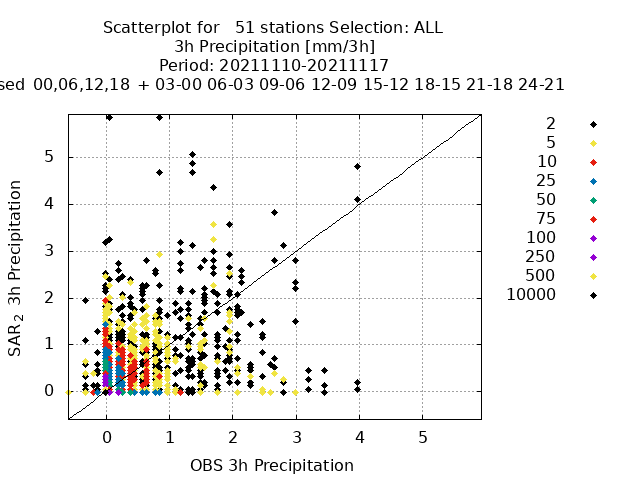 Scatterplot for   51 stations Selection: ALL
3h Precipitation [mm/3h]
Period: 20211110-20211117
sed 00,06,12,18 + 03-00 06-03 09-06 12-09 15-12 18-15 21-18 24-21
2
5
10
25
50
75
100
250
500
10000
5
4
3
2
1
0
SAR2 3h Precipitation
0 1 2 3 4 5
OBS 3h Precipitation